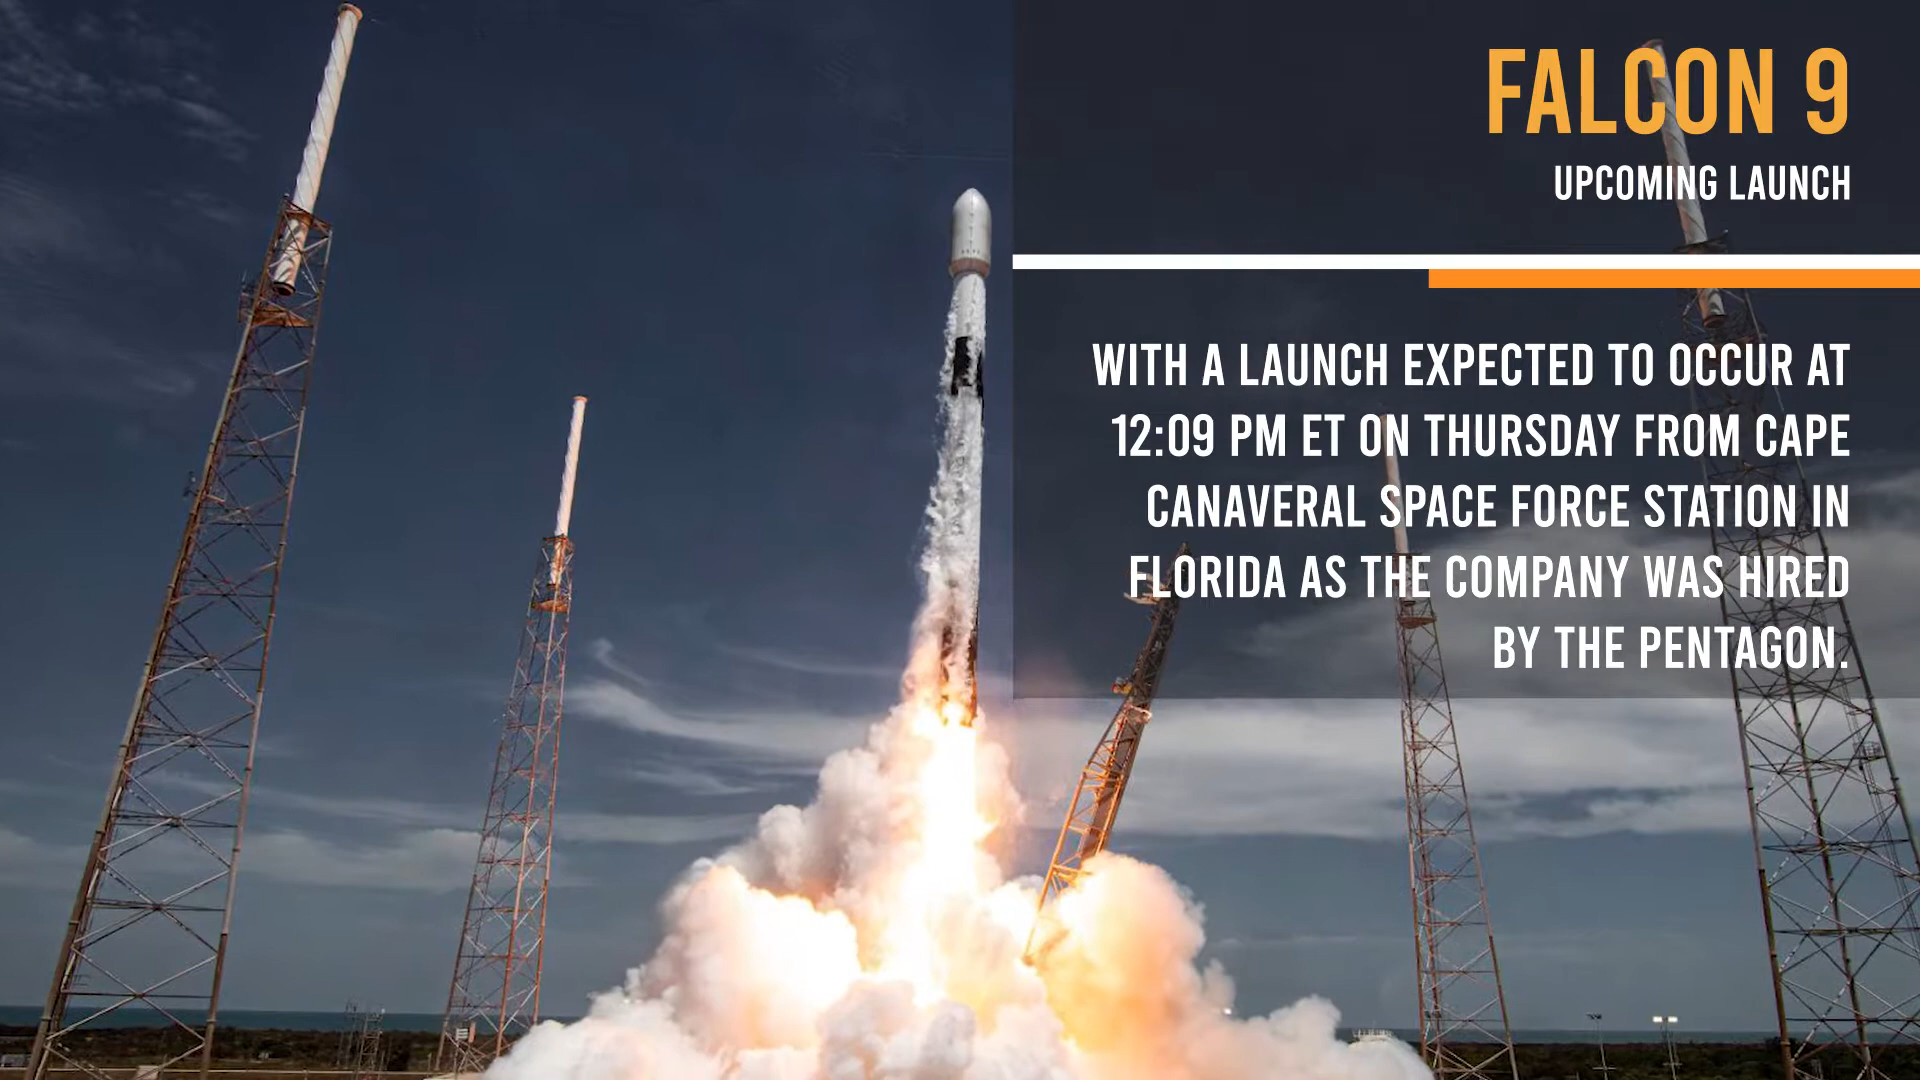 FALCON 9
UPCOMING LAUNCH
WITH A LAUNCH EXPECTED TO OCCUR AT
12:09 PM ET ON THURSDAY FROM CAPE
CANAVERAL SPACE FORCE STATION IN
FLORIDA AS THE COMPANY WAS HIRED
BY THE PENTAGON.